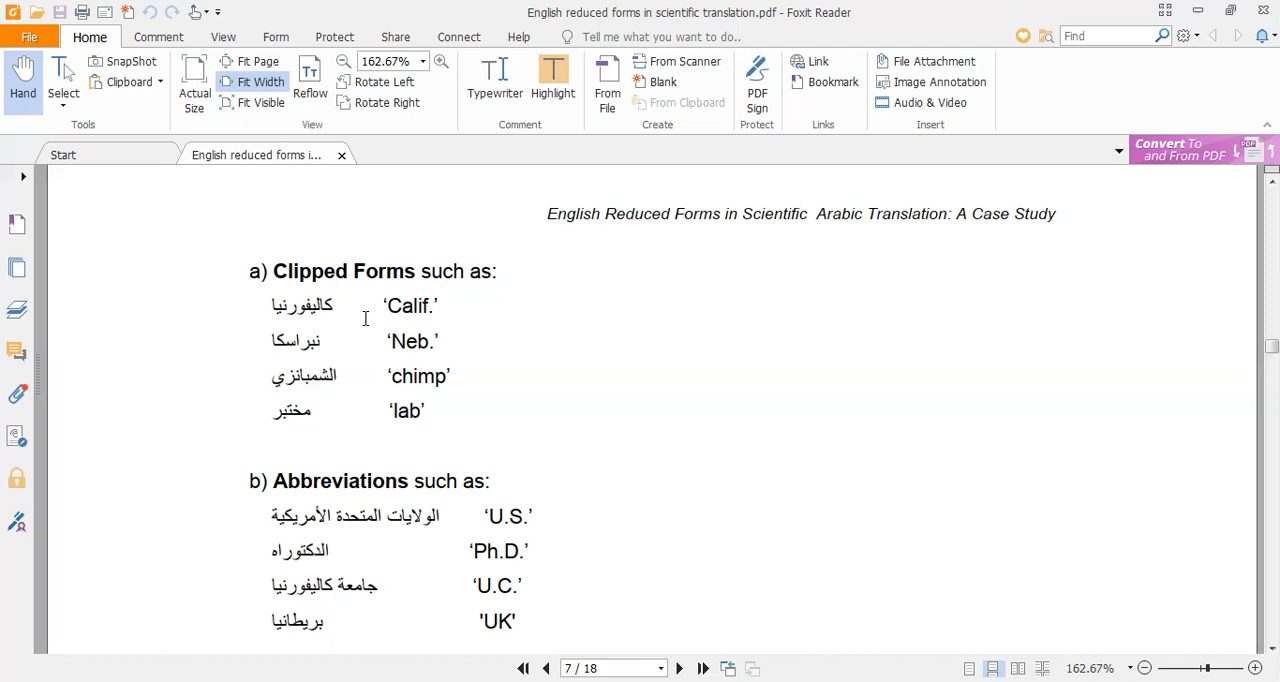 English reduced forms in scientific translation.pdf - Foxit Reader
File Home Comment View Form Protect Share Connect Help Tell me what you want to do.. Find
Hand
Select
SnapShot
Clipboard
Tools
Actual Size
Fit Page
Fit Width
Fit Visible
Reflow
162.67%
Rotate Left
Rotate Right
View
Typewriter
Highlight
Comment
From File
From Scanner
Blank
From Clipboard
Create
PDF Sign
Protect
Link
Bookmark
Links
File Attachment
Image Annotation
Audio & Video
Insert
Start English reduced forms i...
Convert To
and From PDF
PDF
English Reduced Forms in Scientific Arabic Translation: A Case Study
a) Clipped Forms such as:
كاليفورنيا ‘Calif.’
نبراسكا ‘Neb.’
الشمبانزي ‘chimp’
مختبر ‘lab’
b) Abbreviations such as:
الولايات المتحدة الأمريكية ‘U.S.’
الدكتوراه ‘Ph.D.’
جامعة كاليفورنيا ‘U.C.’
بريطانيا 'UK'
7 / 18 162.67%